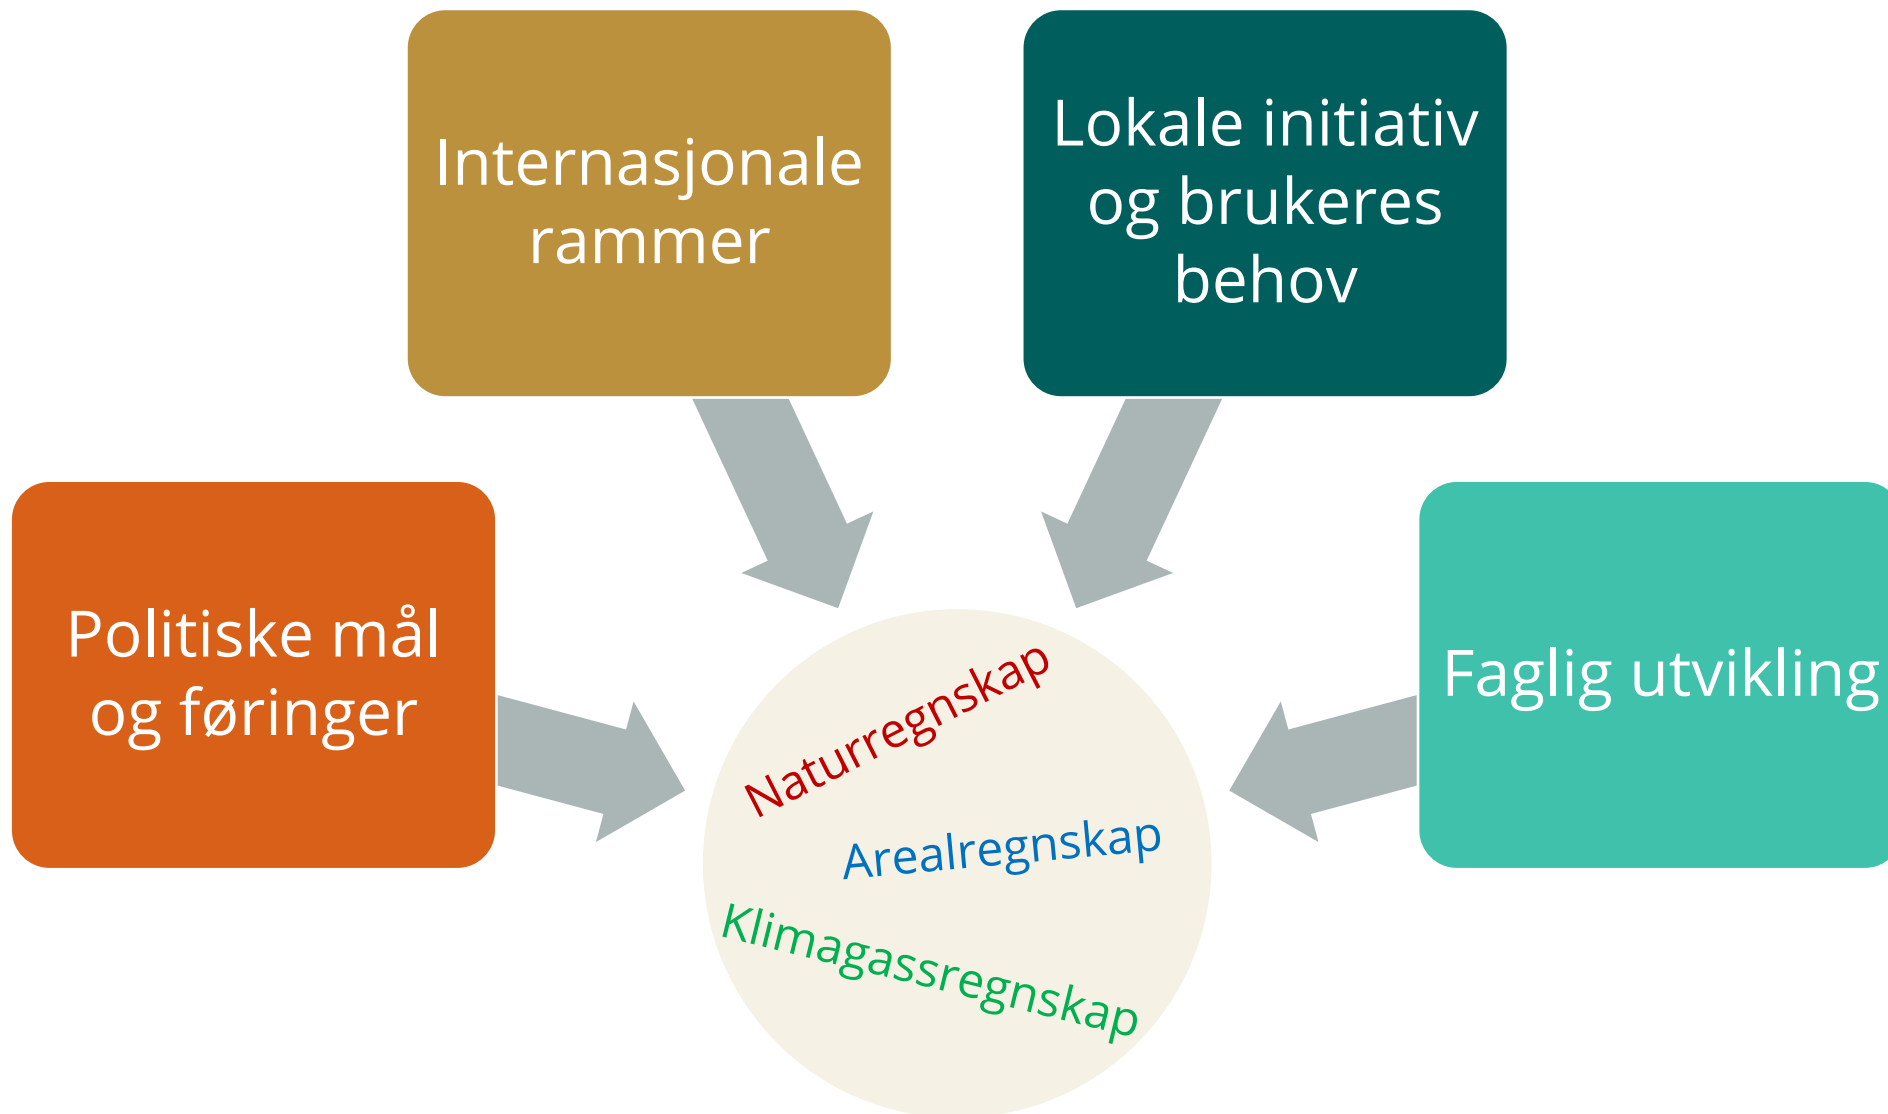 Internasjonale
rammer
Lokale initiativ
og brukeres
behov
Politiske mål
og føringer
Faglig utvikling
Naturregnskap
Arealregnskap
Klimagassregnskap